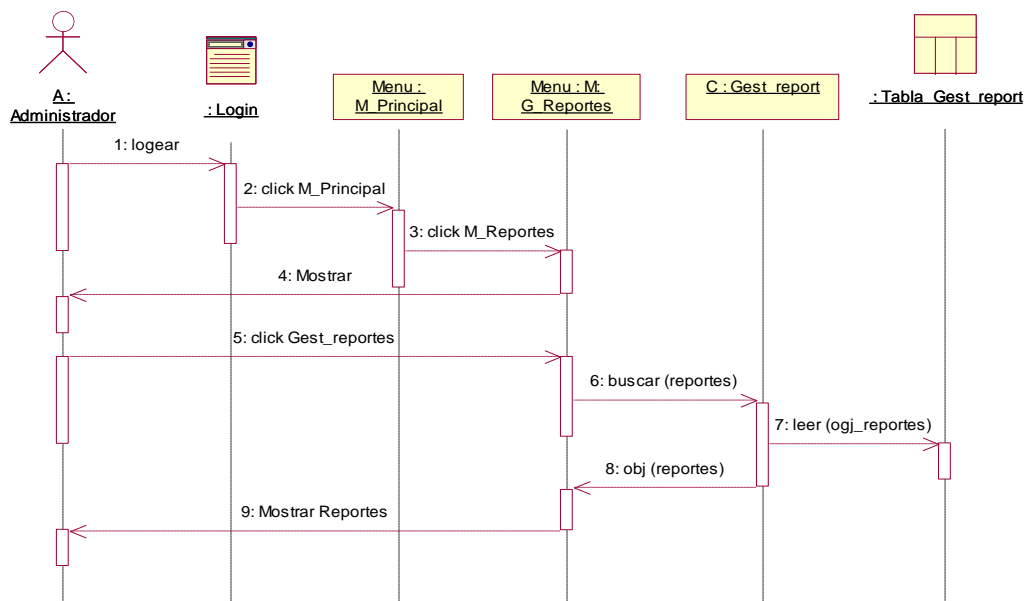 A :
Administrador
: Login
Menu :
M_Principal
Menu : M:
G_Reportes
C : Gest_report
: Tabla_Gest_report
1: logear
2: click M_Principal
3: click M_Reportes
4: Mostrar
5: click Gest_reportes
6: buscar (reportes)
7: leer (ogj_reportes)
8: obj (reportes)
9: Mostrar Reportes